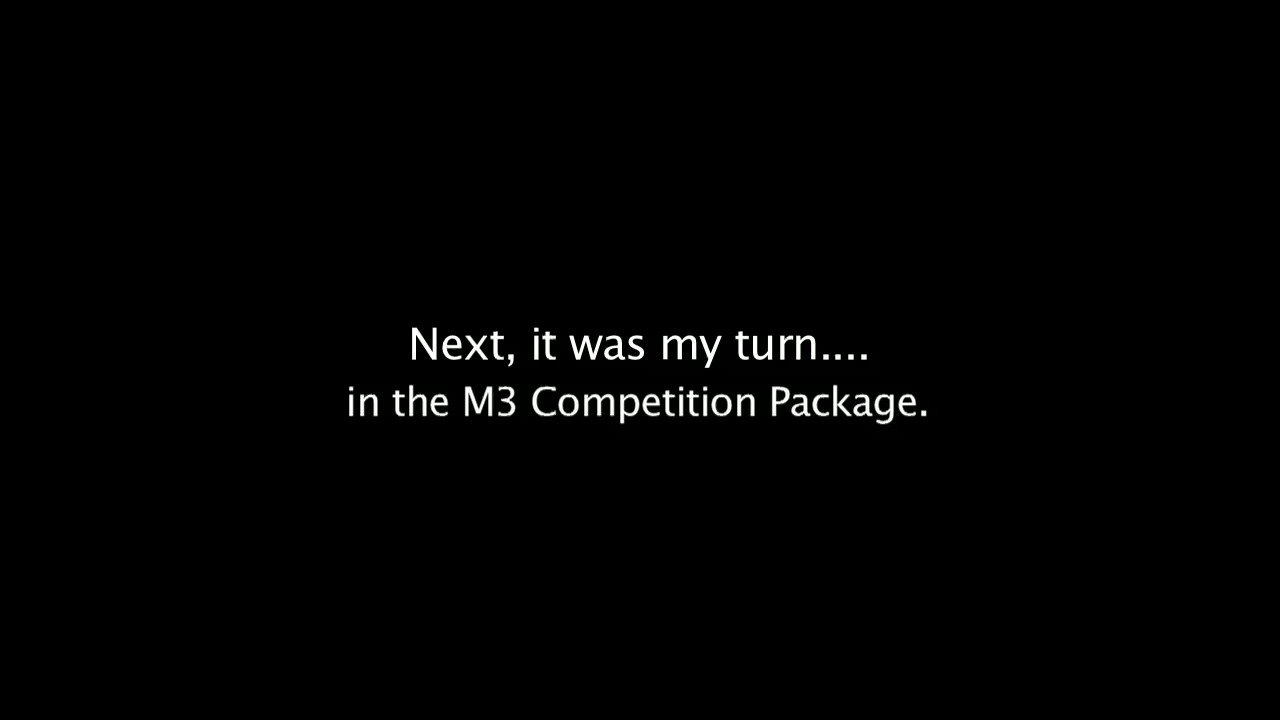 Next, it was my turn....
in the M3 Competition Package.